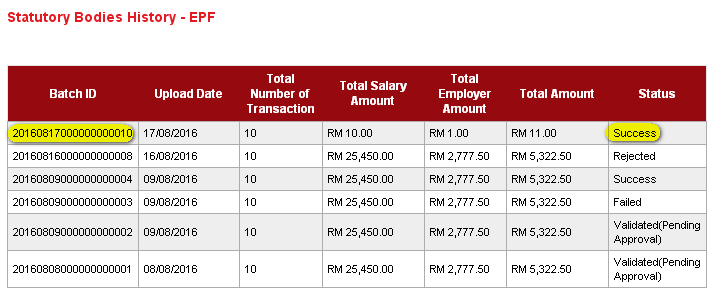 Statutory Bodies History - EPF
Batch ID Upload Date Total Number of Transaction Total Salary Amount Total Employer Amount Total Amount Status
20160817000000000010 17/08/2016 10 RM 10.00 RM 1.00 RM 11.00 Success
20160816000000000008 16/08/2016 10 RM 25,450.00 RM 2,777.50 RM 5,322.50 Rejected
20160809000000000004 09/08/2016 10 RM 25,450.00 RM 2,777.50 RM 5,322.50 Success
20160809000000000003 09/08/2016 10 RM 25,450.00 RM 2,777.50 RM 5,322.50 Failed
20160809000000000002 09/08/2016 10 RM 25,450.00 RM 2,777.50 RM 5,322.50 Validated(Pending Approval)
20160808000000000001 08/08/2016 10 RM 25,450.00 RM 2,777.50 RM 5,322.50 Validated(Pending Approval)